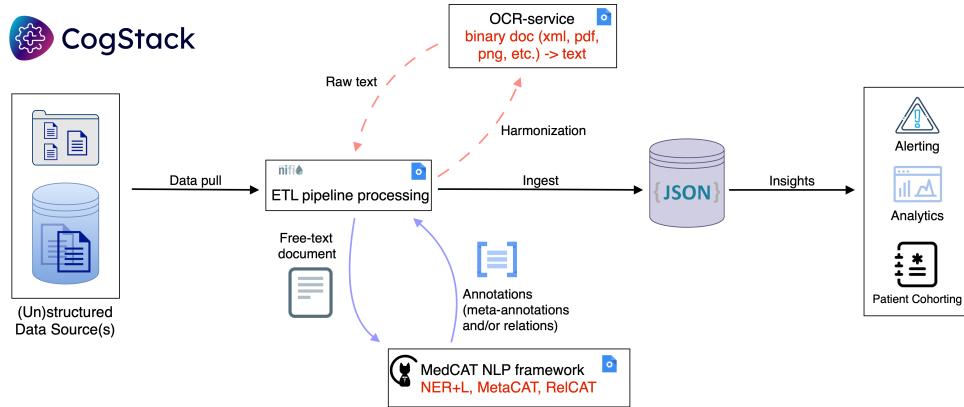 CogStack
OCR-service
binary doc (xml, pdf,
png, etc.) -> text
Raw text
Harmonization
nifi
ETL pipeline processing
Data pull
Ingest
{JSON}
Insights
Alerting
Analytics
Patient Cohorting
(Un)structured
Data Source(s)
Free-text
document
Annotations
(meta-annotations
and/or relations)
MedCAT NLP framework
NER+L, MetaCAT, RelCAT